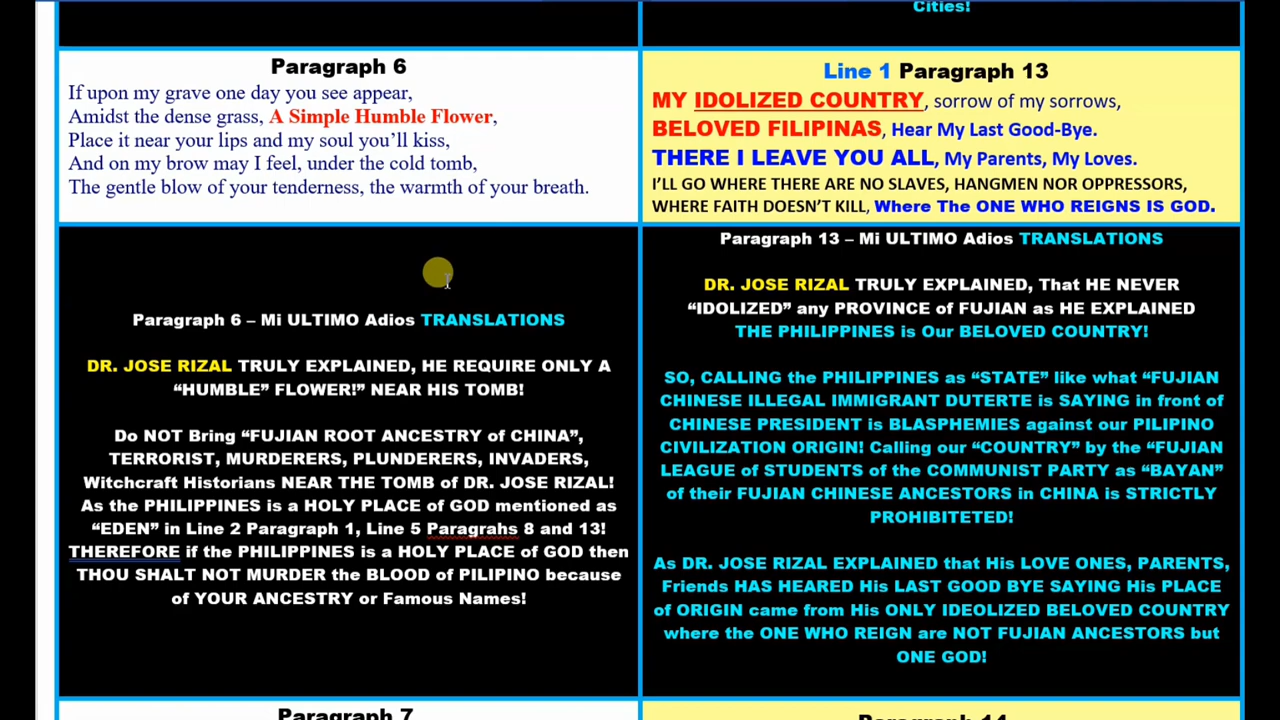 Cities!
Paragraph 6
If upon my grave one day you see appear,
Amidst the dense grass, A Simple Humble Flower,
Place it near your lips and my soul you'll kiss,
And on my brow may I feel, under the cold tomb,
The gentle blow of your tenderness, the warmth of your breath.
Line 1 Paragraph 13
MY IDOLIZED COUNTRY, sorrow of my sorrows,
BELOVED FILIPINAS, Hear My Last Good-Bye.
THERE I LEAVE YOU ALL, My Parents, My Loves.
I'LL GO WHERE THERE ARE NO SLAVES, HANGMEN NOR OPPRESSORS,
WHERE FAITH DOESN'T KILL, Where The ONE WHO REIGNS IS GOD.
Paragraph 6 – Mi ULTIMO Adios TRANSLATIONS
DR. JOSE RIZAL TRULY EXPLAINED, HE REQUIRE ONLY A
“HUMBLE” FLOWER!” NEAR HIS TOMB!
Do NOT Bring “FUJIAN ROOT ANCESTRY of CHINA”,
TERRORIST, MURDERERS, PLUNDERERS, INVADERS,
Witchcraft Historians NEAR THE TOMB of DR. JOSE RIZAL!
As the PHILIPPINES is a HOLY PLACE of GOD mentioned as
“EDEN” in Line 2 Paragraph 1, Line 5 Paragrahs 8 and 13!
THEREFORE if the PHILIPPINES is a HOLY PLACE of GOD then
THOU SHALT NOT MURDER the BLOOD of PILIPINO because
of YOUR ANCESTRY or Famous Names!
Paragraph 13 – Mi ULTIMO Adios TRANSLATIONS
DR. JOSE RIZAL TRULY EXPLAINED, That HE NEVER
“IDOLIZED” any PROVINCE of FUJIAN as HE EXPLAINED
THE PHILIPPINES is Our BELOVED COUNTRY!
SO, CALLING the PHILIPPINES as “STATE” like what “FUJIAN
CHINESE ILLEGAL IMMIGRANT DUTERTE is SAYING in front of
CHINESE PRESIDENT is BLASPHEMIES against our PILIPINO
CIVILIZATION ORIGIN! Calling our “COUNTRY” by the “FUJIAN
LEAGUE of STUDENTS of the COMMUNIST PARTY as “BAYAN”
of their FUJIAN CHINESE ANCESTORS in CHINA is STRICTLY
PROHIBITETED!
As DR. JOSE RIZAL EXPLAINED that His LOVE ONES, PARENTS,
Friends HAS HEARED His LAST GOOD BYE SAYING His PLACE
of ORIGIN came from His ONLY IDEOLIZED BELOVED COUNTRY
where the ONE WHO REIGN are NOT FUJIAN ANCESTORS but
ONE GOD!
Paragraph 7
Paragraph 14